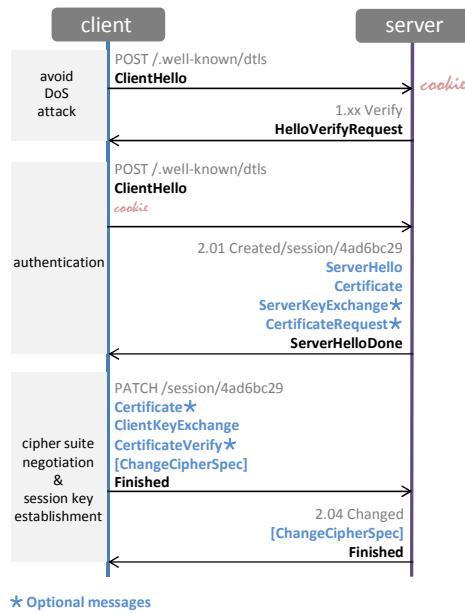 client
server
avoid
DoS
attack
POST /.well-known/dtls
ClientHello
cookie
1.xx Verify
HelloVerifyRequest
authentication
POST /.well-known/dtls
ClientHello
cookie
2.01 Created/session/4ad6bc29
ServerHello
Certificate
ServerKeyExchange*
CertificateRequest*
ServerHelloDone
cipher suite
negotiation
&
session key
establishment
PATCH /session/4ad6bc29
Certificate*
ClientKeyExchange
CertificateVerify*
[ChangeCipherSpec]
Finished
2.04 Changed
[ChangeCipherSpec]
Finished
* Optional messages